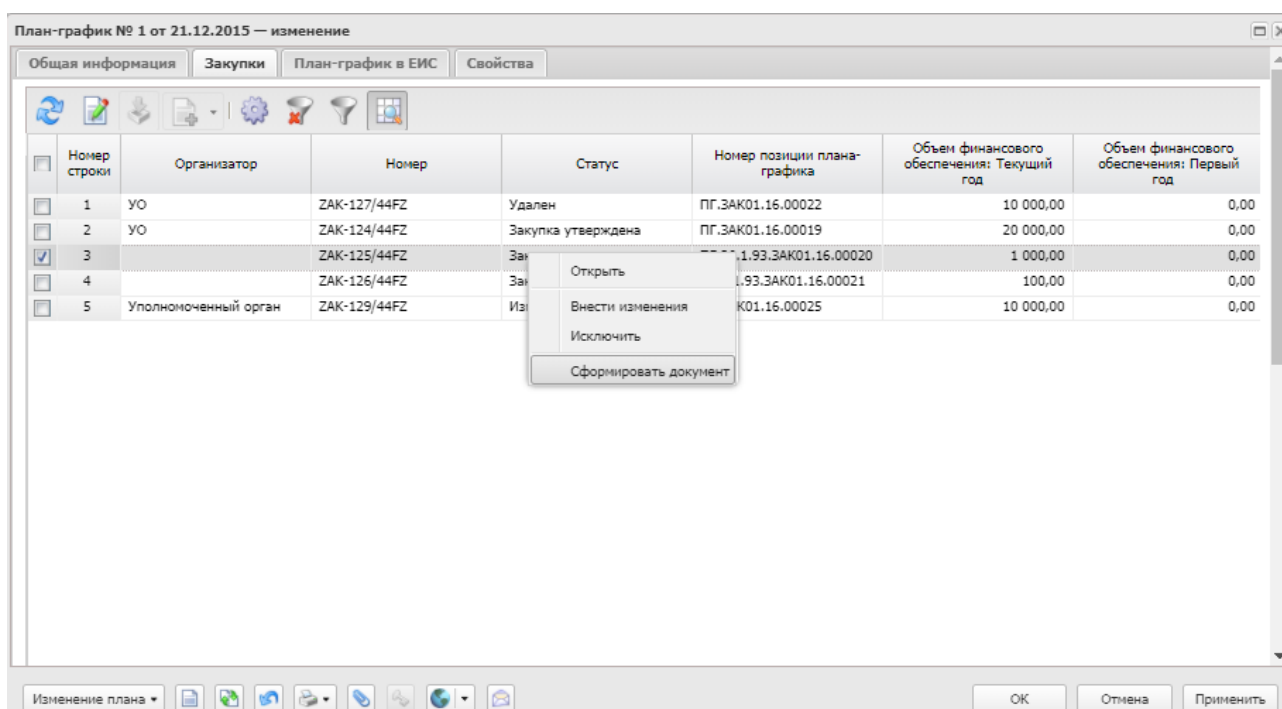 План-график № 1 от 21.12.2015 — изменение
Общая информация Закупки План-график в ЕИС Свойства
Номер строки Организатор Номер Статус Номер позиции плана-графика Объем финансового обеспечения: Текущий год Объем финансового обеспечения: Первый год
1 УО ZAK-127/44FZ Удален ПГ.ЗАК01.16.00022 10 000,00 0,00
2 УО ZAK-124/44FZ Закупка утверждена ПГ.ЗАК01.16.00019 20 000,00 0,00
3 ZAK-125/44FZ .1.93.ЗАК01.16.00020 1 000,00 0,00
4 ZAK-126/44FZ .93.ЗАК01.16.00021 100,00 0,00
5 Уполномоченный орган ZAK-129/44FZ К01.16.00025 10 000,00 0,00
Открыть
Внести изменения
Исключить
Сформировать документ
Изменение плана ОК Отмена Применить